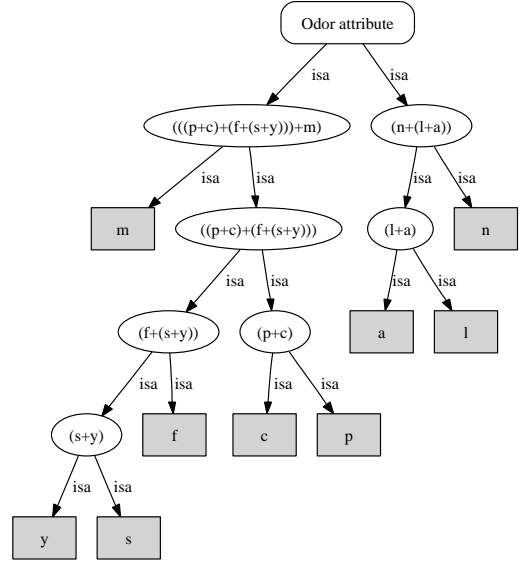 Odor attribute
isa isa
(((p+c)+(f+(s+y)))+m) (n+(l+a))
isa isa isa isa
m ((p+c)+(f+(s+y))) (l+a) n
isa isa isa isa
(f+(s+y)) (p+c) a l
isa isa isa isa
(s+y) f c p
isa isa
y s